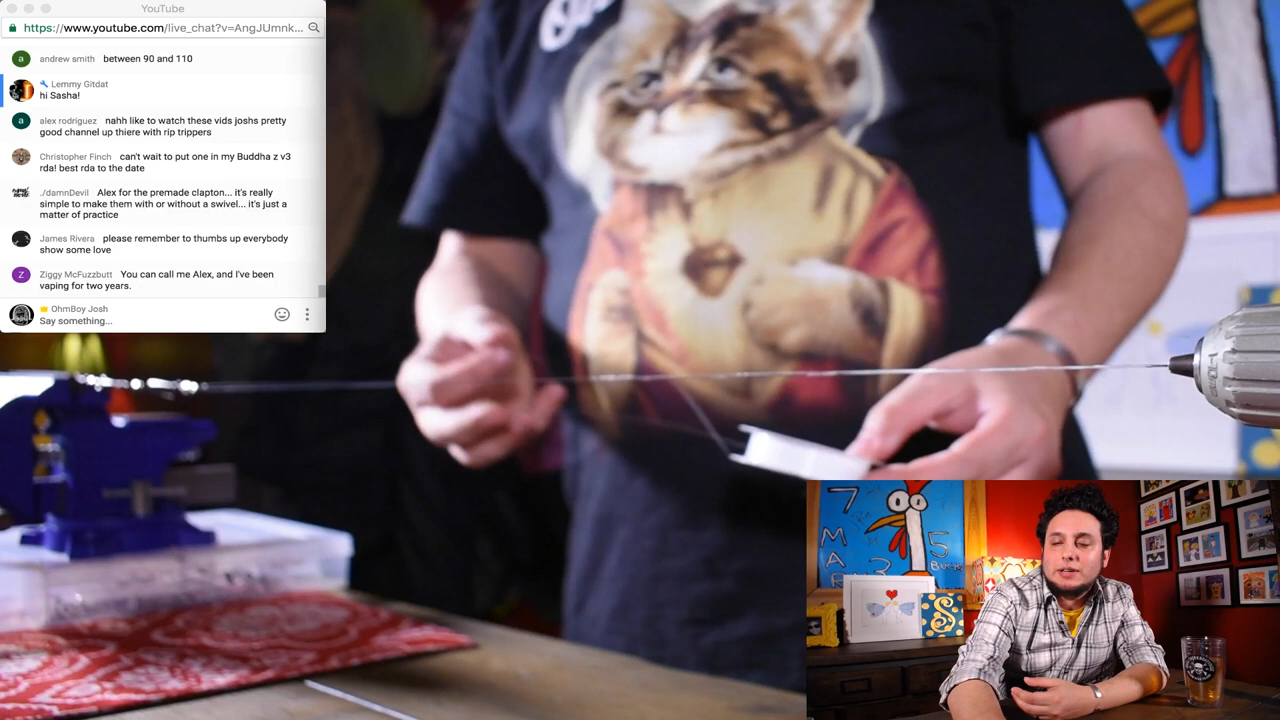 YouTube
https://www.youtube.com/live_chat?v=AngJUmnk...
andrew smith between 90 and 110
Lemmy Gitdat
hi Sasha!
alex rodriguez nahh like to watch these vids joshs pretty
good channel up thiere with rip trippers
Christopher Finch can't wait to put one in my Buddha z v3
rda! best rda to the date
./damnDevil Alex for the premade clapton... it's really
simple to make them with or without a swivel... it's just a
matter of practice
James Rivera please remember to thumbs up everybody
show some love
Ziggy McFuzzbutt You can call me Alex, and I've been
vaping for two years.
OhmBoy Josh
Say something...
7
MAR
3 5
S